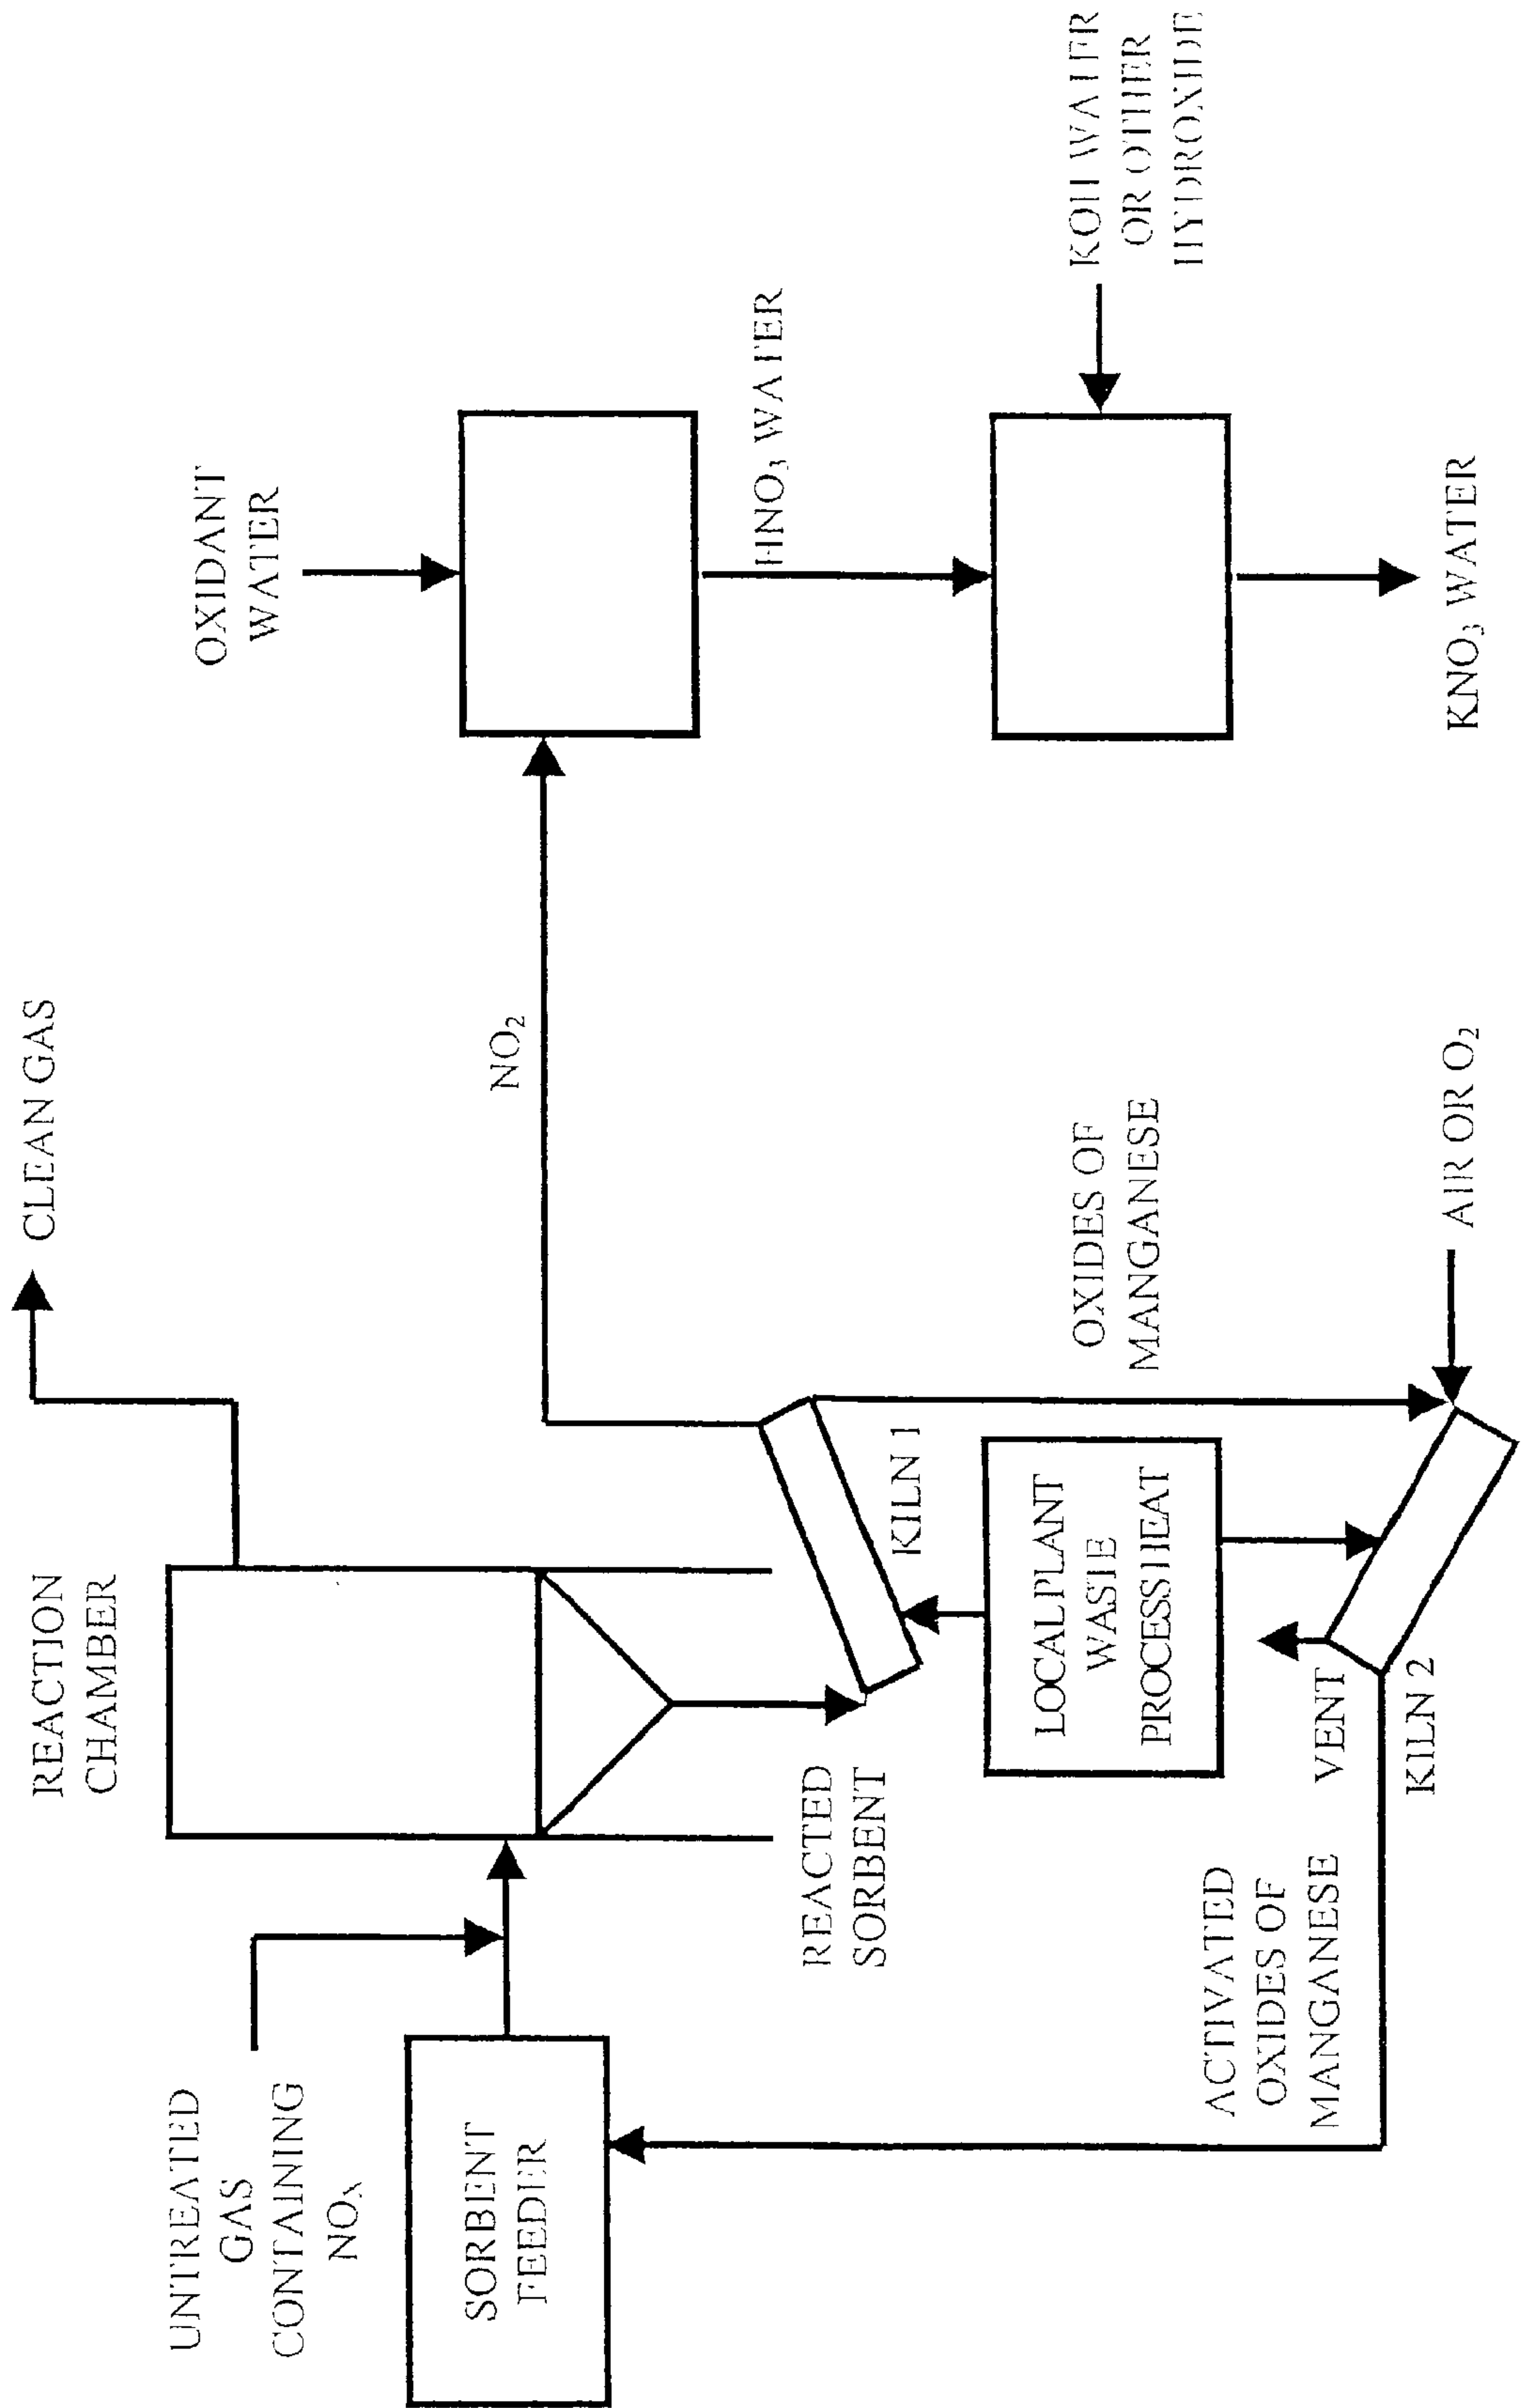 UNTREATED
GAS
CONTAINING
NOX
SORBENT
FEEDER
REACTION
CHAMBER
CLEAN GAS
REACTED
SORBENT
KILN 1
NO2
OXIDANT
WATER
HNO3 WATER
KOH WATER
OR OTHER
HYDROXIDE
KNO3 WATER
LOCAL PLANT
WASTE
PROCESS HEAT
OXIDES OF
MANGANESE
AIR OR O2
VENT
KILN 2
ACTIVATED
OXIDES OF
MANGANESE